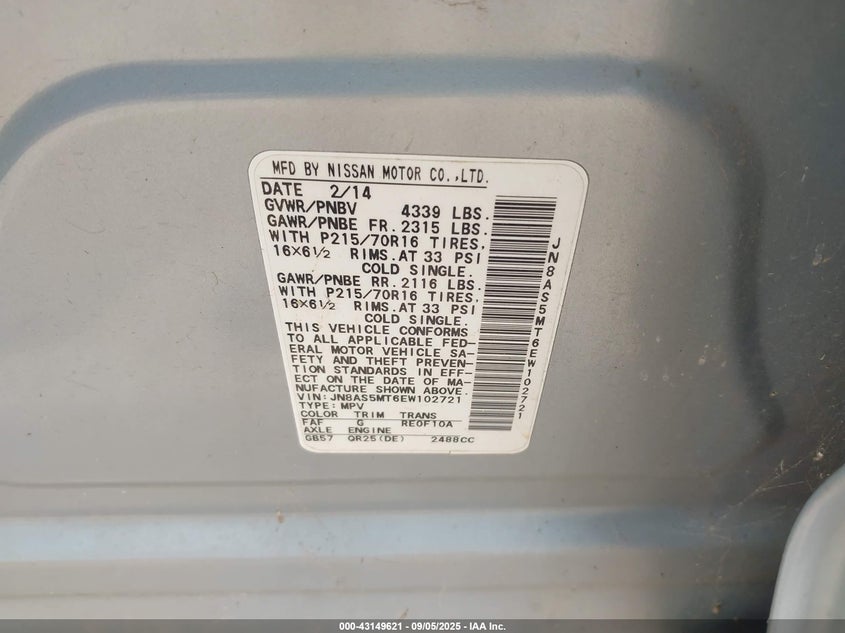 MFD BY NISSAN MOTOR CO.,LTD.
DATE 2/14
GVWR/PNBV 4339 LBS.
GAWR/PNBE FR. 2315 LBS.
WITH P215/70R16 TIRES,
16X6½ RIMS.AT 33 PSI
COLD SINGLE.
GAWR/PNBE RR. 2116 LBS.
WITH P215/70R16 TIRES,
16X6½ RIMS.AT 33 PSI
COLD SINGLE.
THIS VEHICLE CONFORMS
TO ALL APPLICABLE FED-
ERAL MOTOR VEHICLE SA-
FETY AND THEFT PREVEN-
TION STANDARDS IN EFF-
ECT ON THE DATE OF MA-
NUFACTURE SHOWN ABOVE.
VIN: JN8AS5MT6EW102721
TYPE: MPV
COLOR TRIM TRANS
FAF G RE0F10A
AXLE ENGINE
GB57 QR25(DE) 2488CC
JN8AS5MT6EW102721
000-43149621 - 09/05/2025 - IAA Inc.